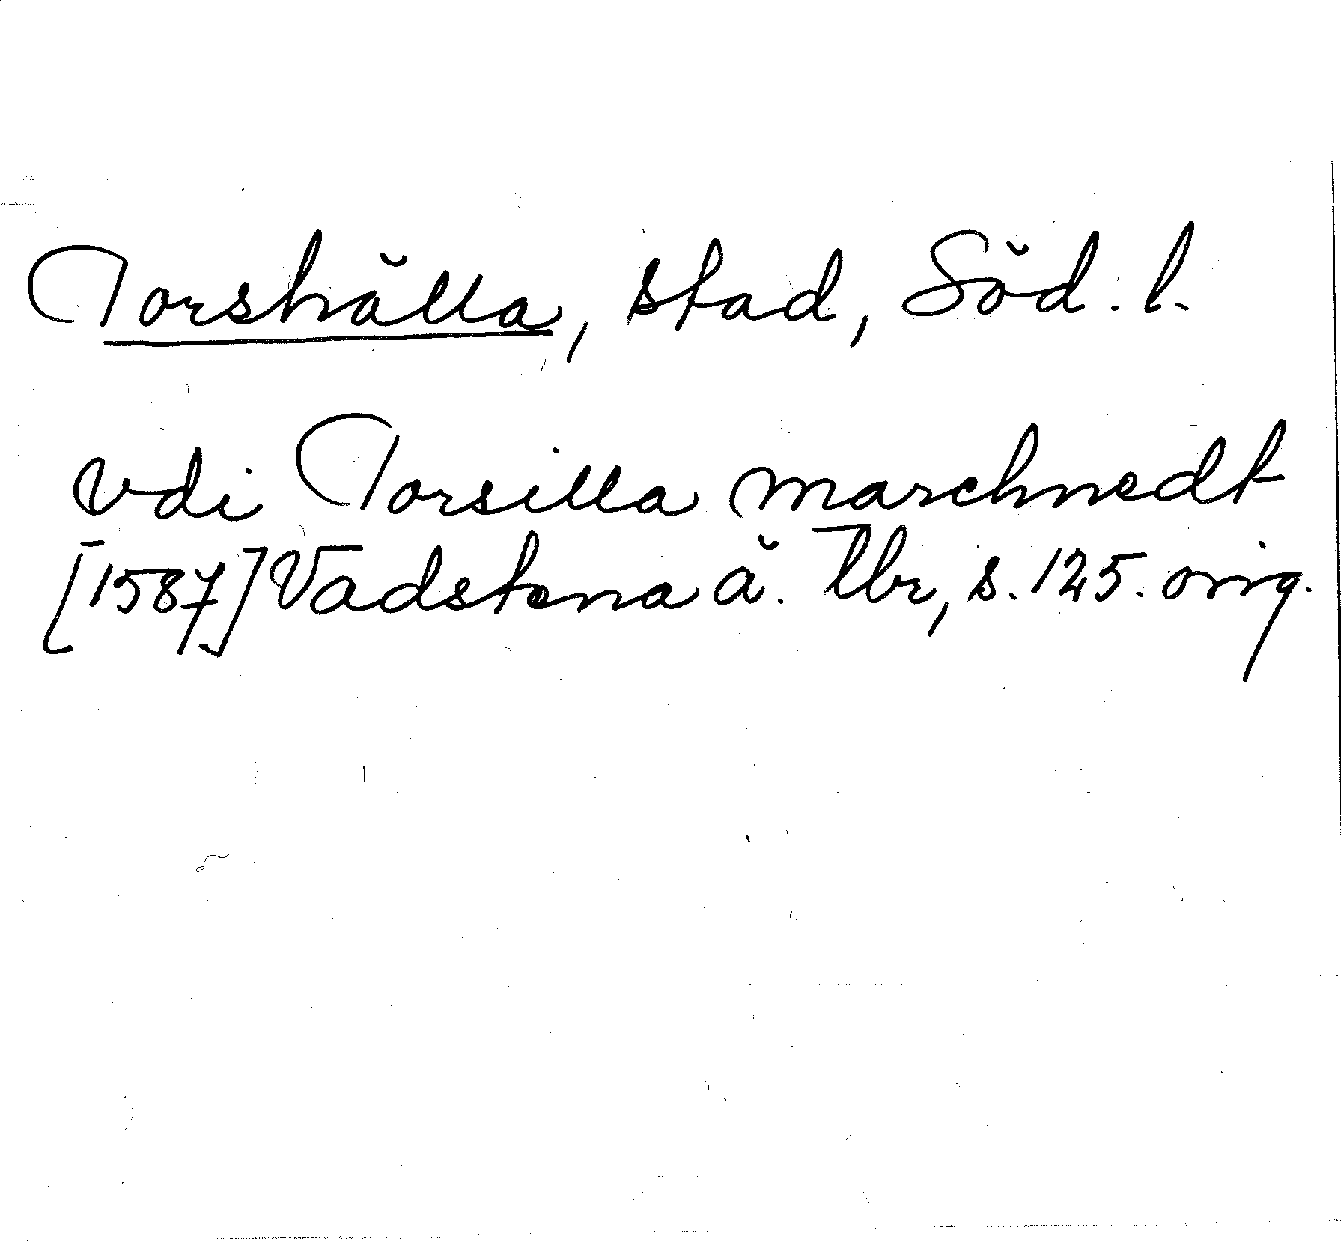 Torshälla, stad, Söd. l.
vdi Torsilla marchnedt
[1587] Vadstena ä. Tbr, s. 125. orig.